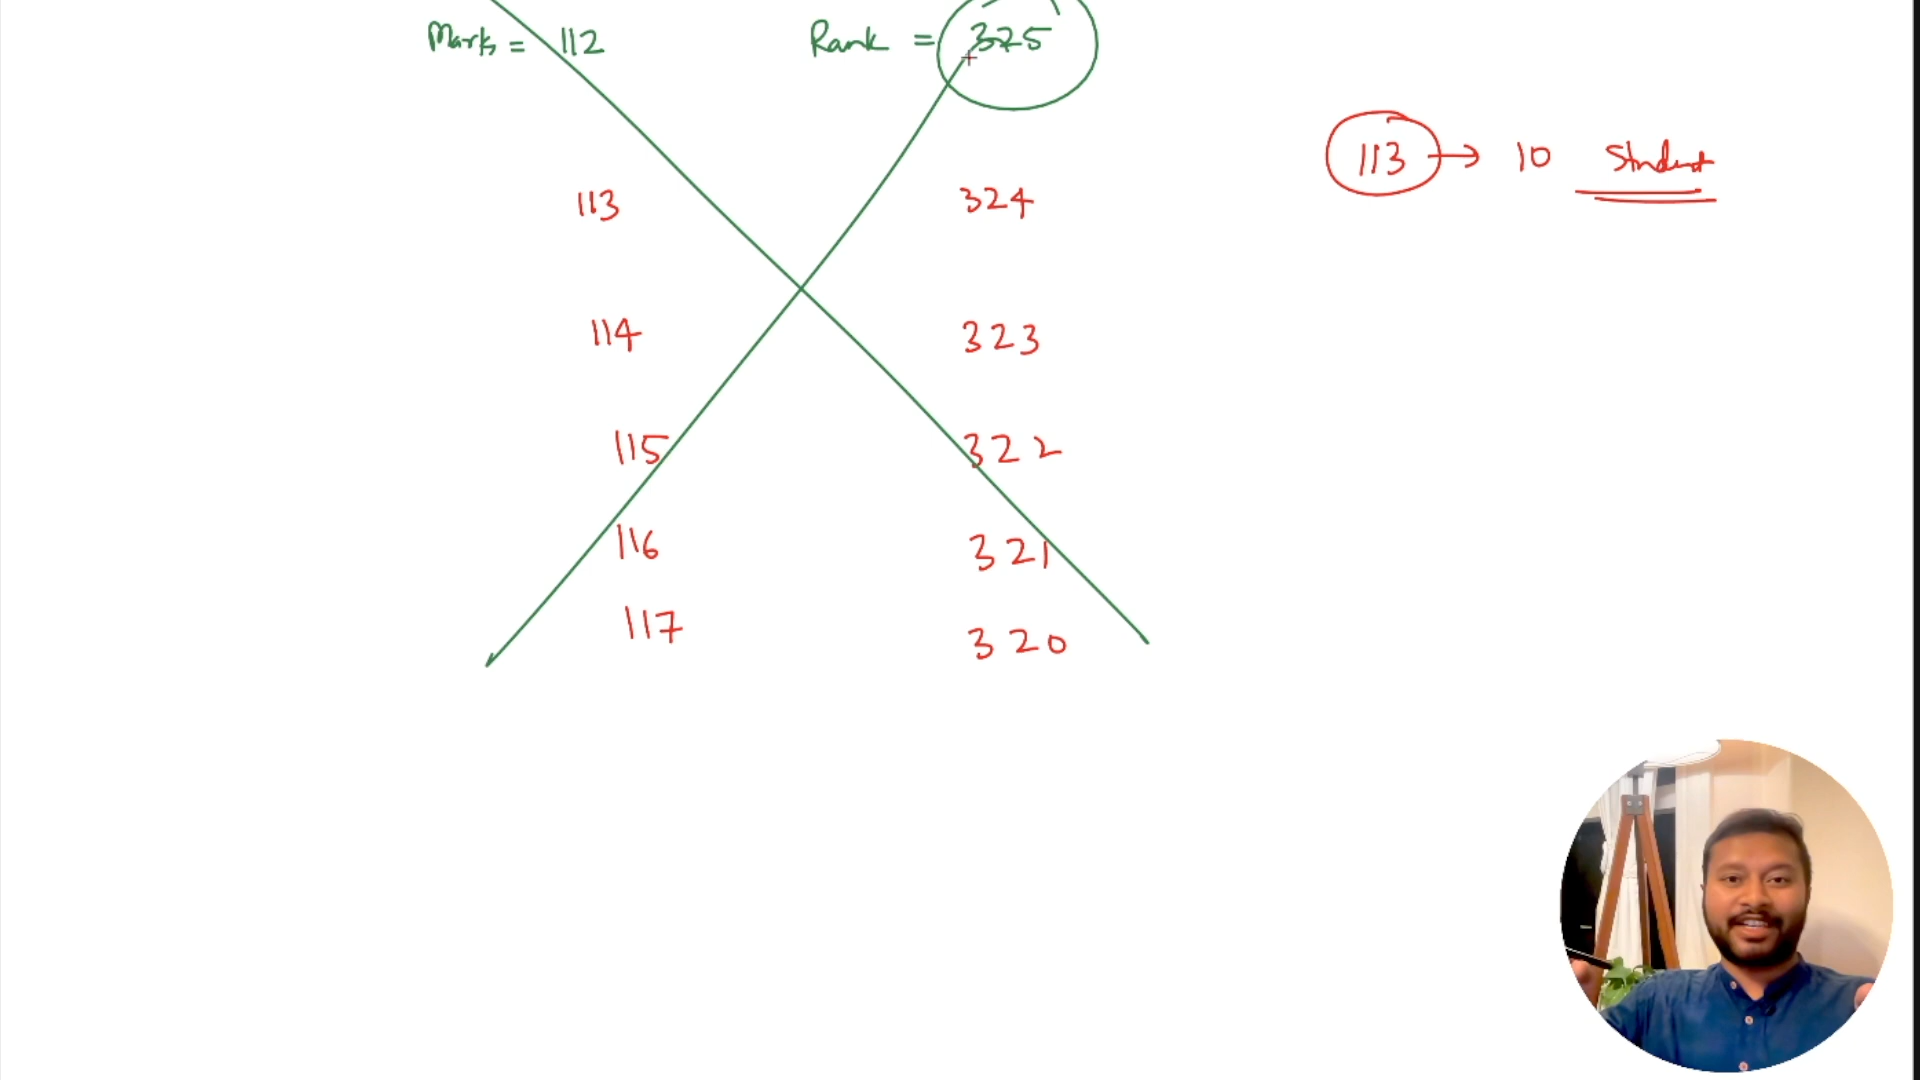 Marks = 112 Rank = 325
113 → 10 Student
113 324
114 323
115 322
116 321
117 320